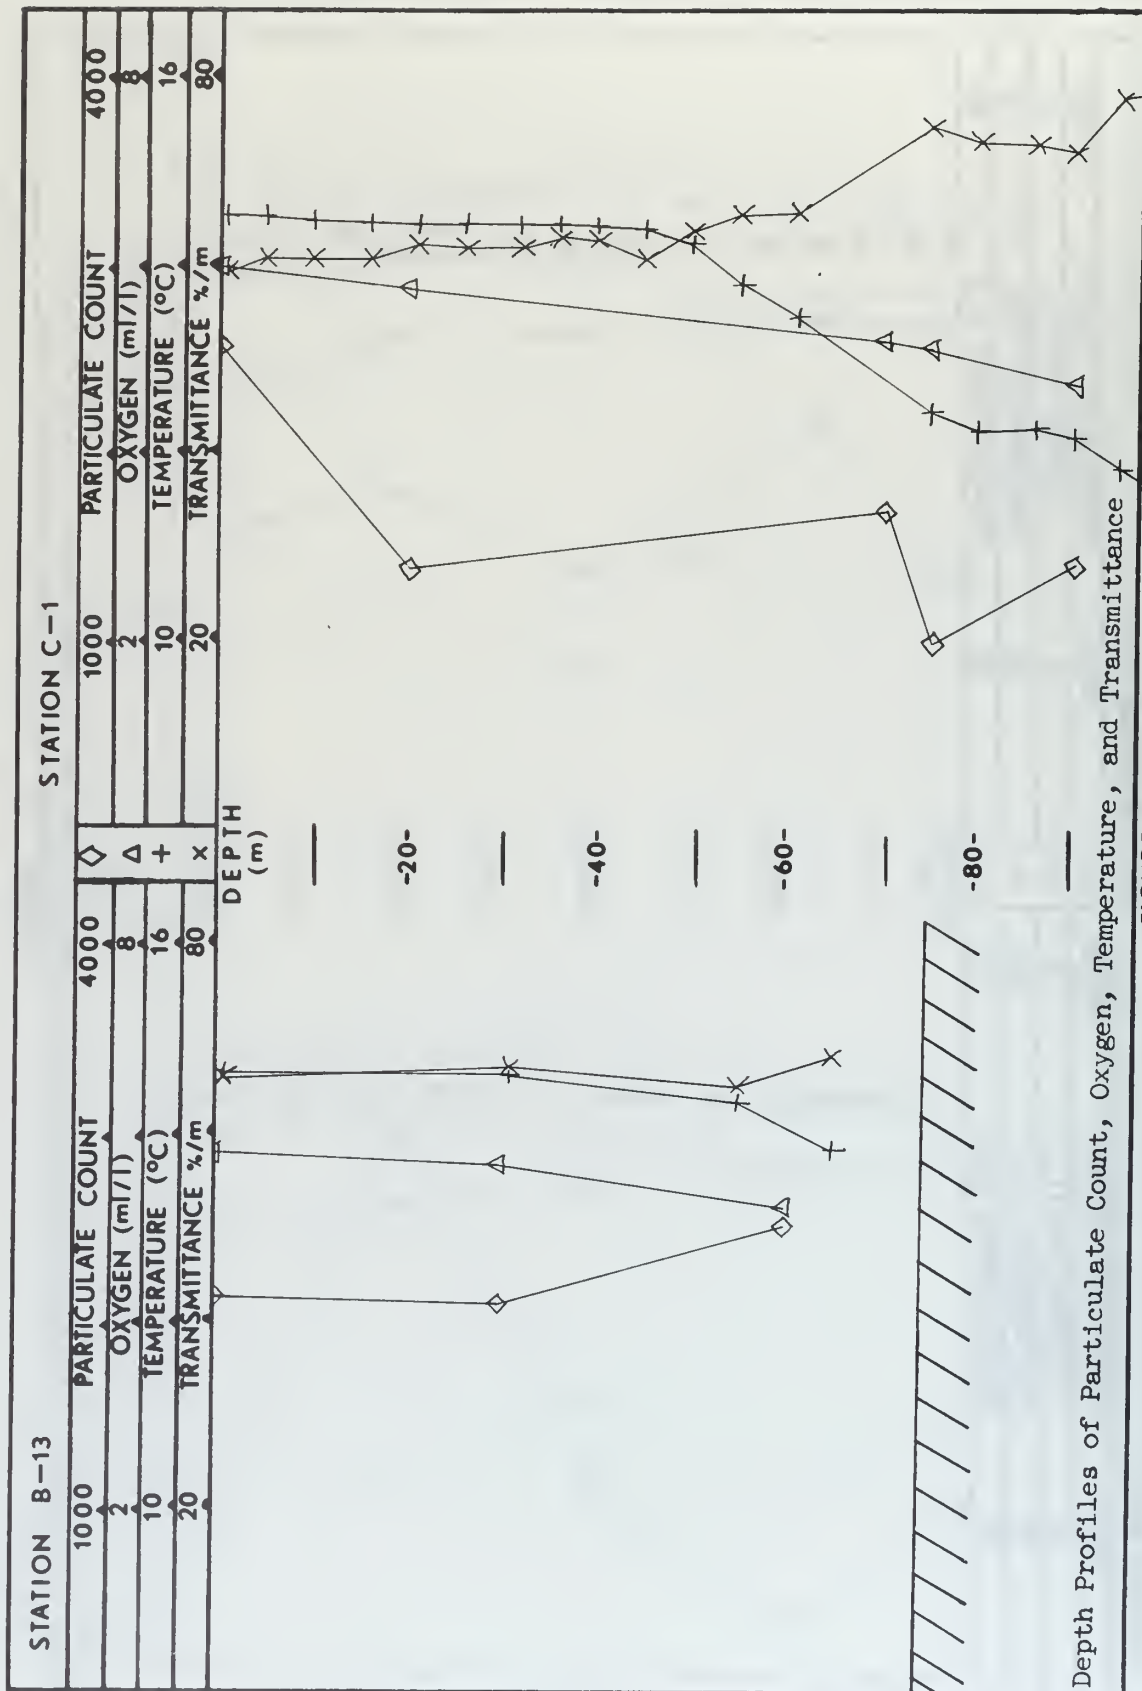 STATION B-13
STATION C-1
1000 PARTICULATE COUNT 4000 ◇ 1000 PARTICULATE COUNT 4000
2 OXYGEN (ml/l) 8 Δ 2 OXYGEN (ml/l) 8
10 TEMPERATURE (°C) 16 + 10 TEMPERATURE (°C) 16
20 TRANSMITTANCE %/m 80 × 20 TRANSMITTANCE %/m 80
DEPTH
(m)
-20-
-40-
-60-
-80-
Depth Profiles of Particulate Count, Oxygen, Temperature, and Transmittance